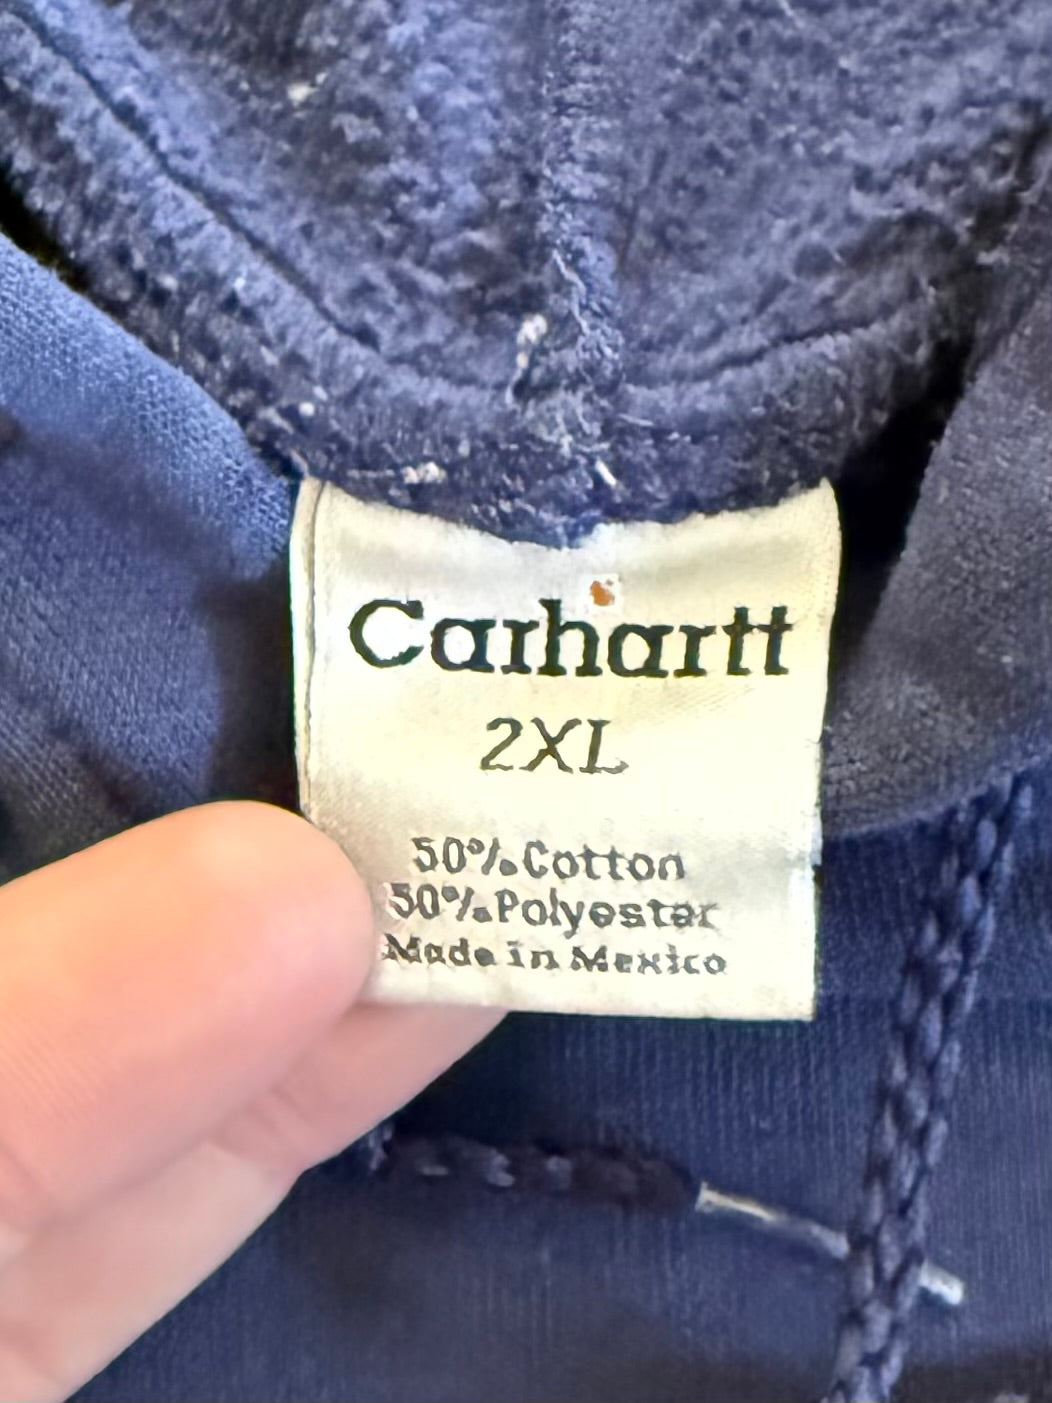 Carhartt
2XL
50% Cotton
50% Polyester
Made in Mexico